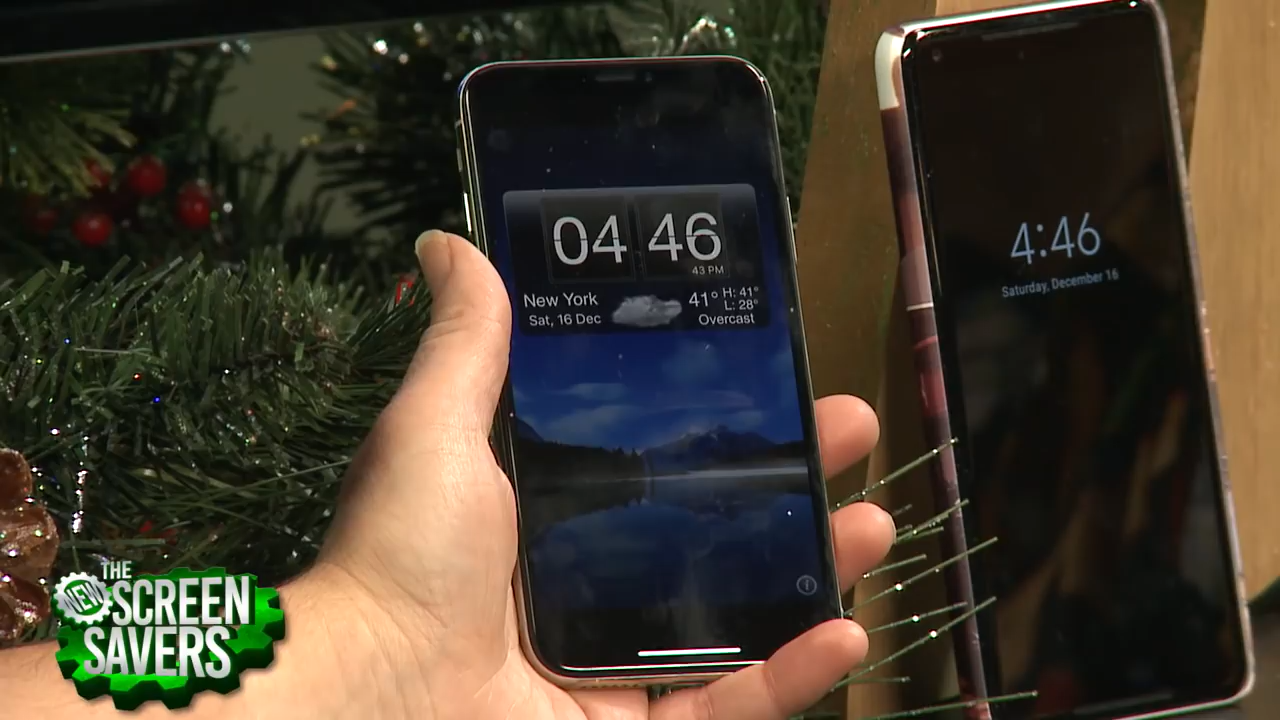 04 46
43 PM
New York
Sat, 16 Dec
41° H: 41°
L: 28°
Overcast
4:46
Saturday, December 16
THE
NEW SCREEN
SAVERS